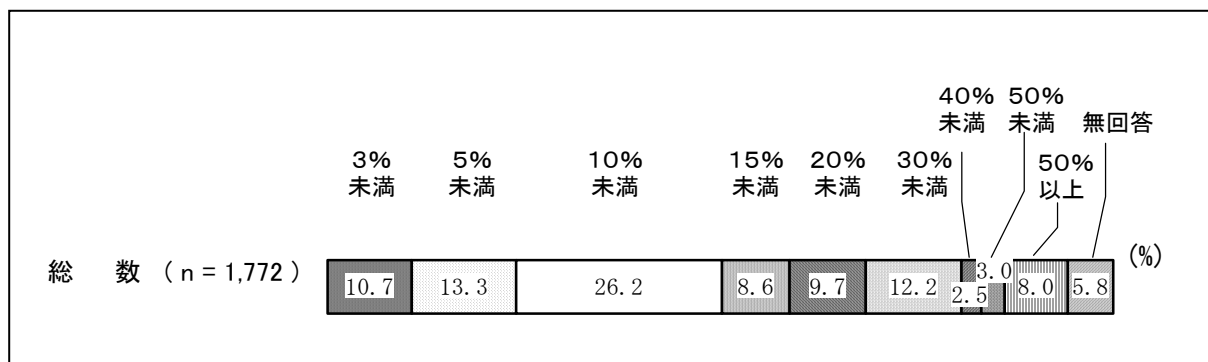 40% 50%
未満 未満 無回答
3% 5% 10% 15% 20% 30% 50%
未満 未満 未満 未満 未満 未満 以上
総 数 ( n = 1,772 ) 10.7 13.3 26.2 8.6 9.7 12.2 2.5 3.0 8.0 5.8 (%)